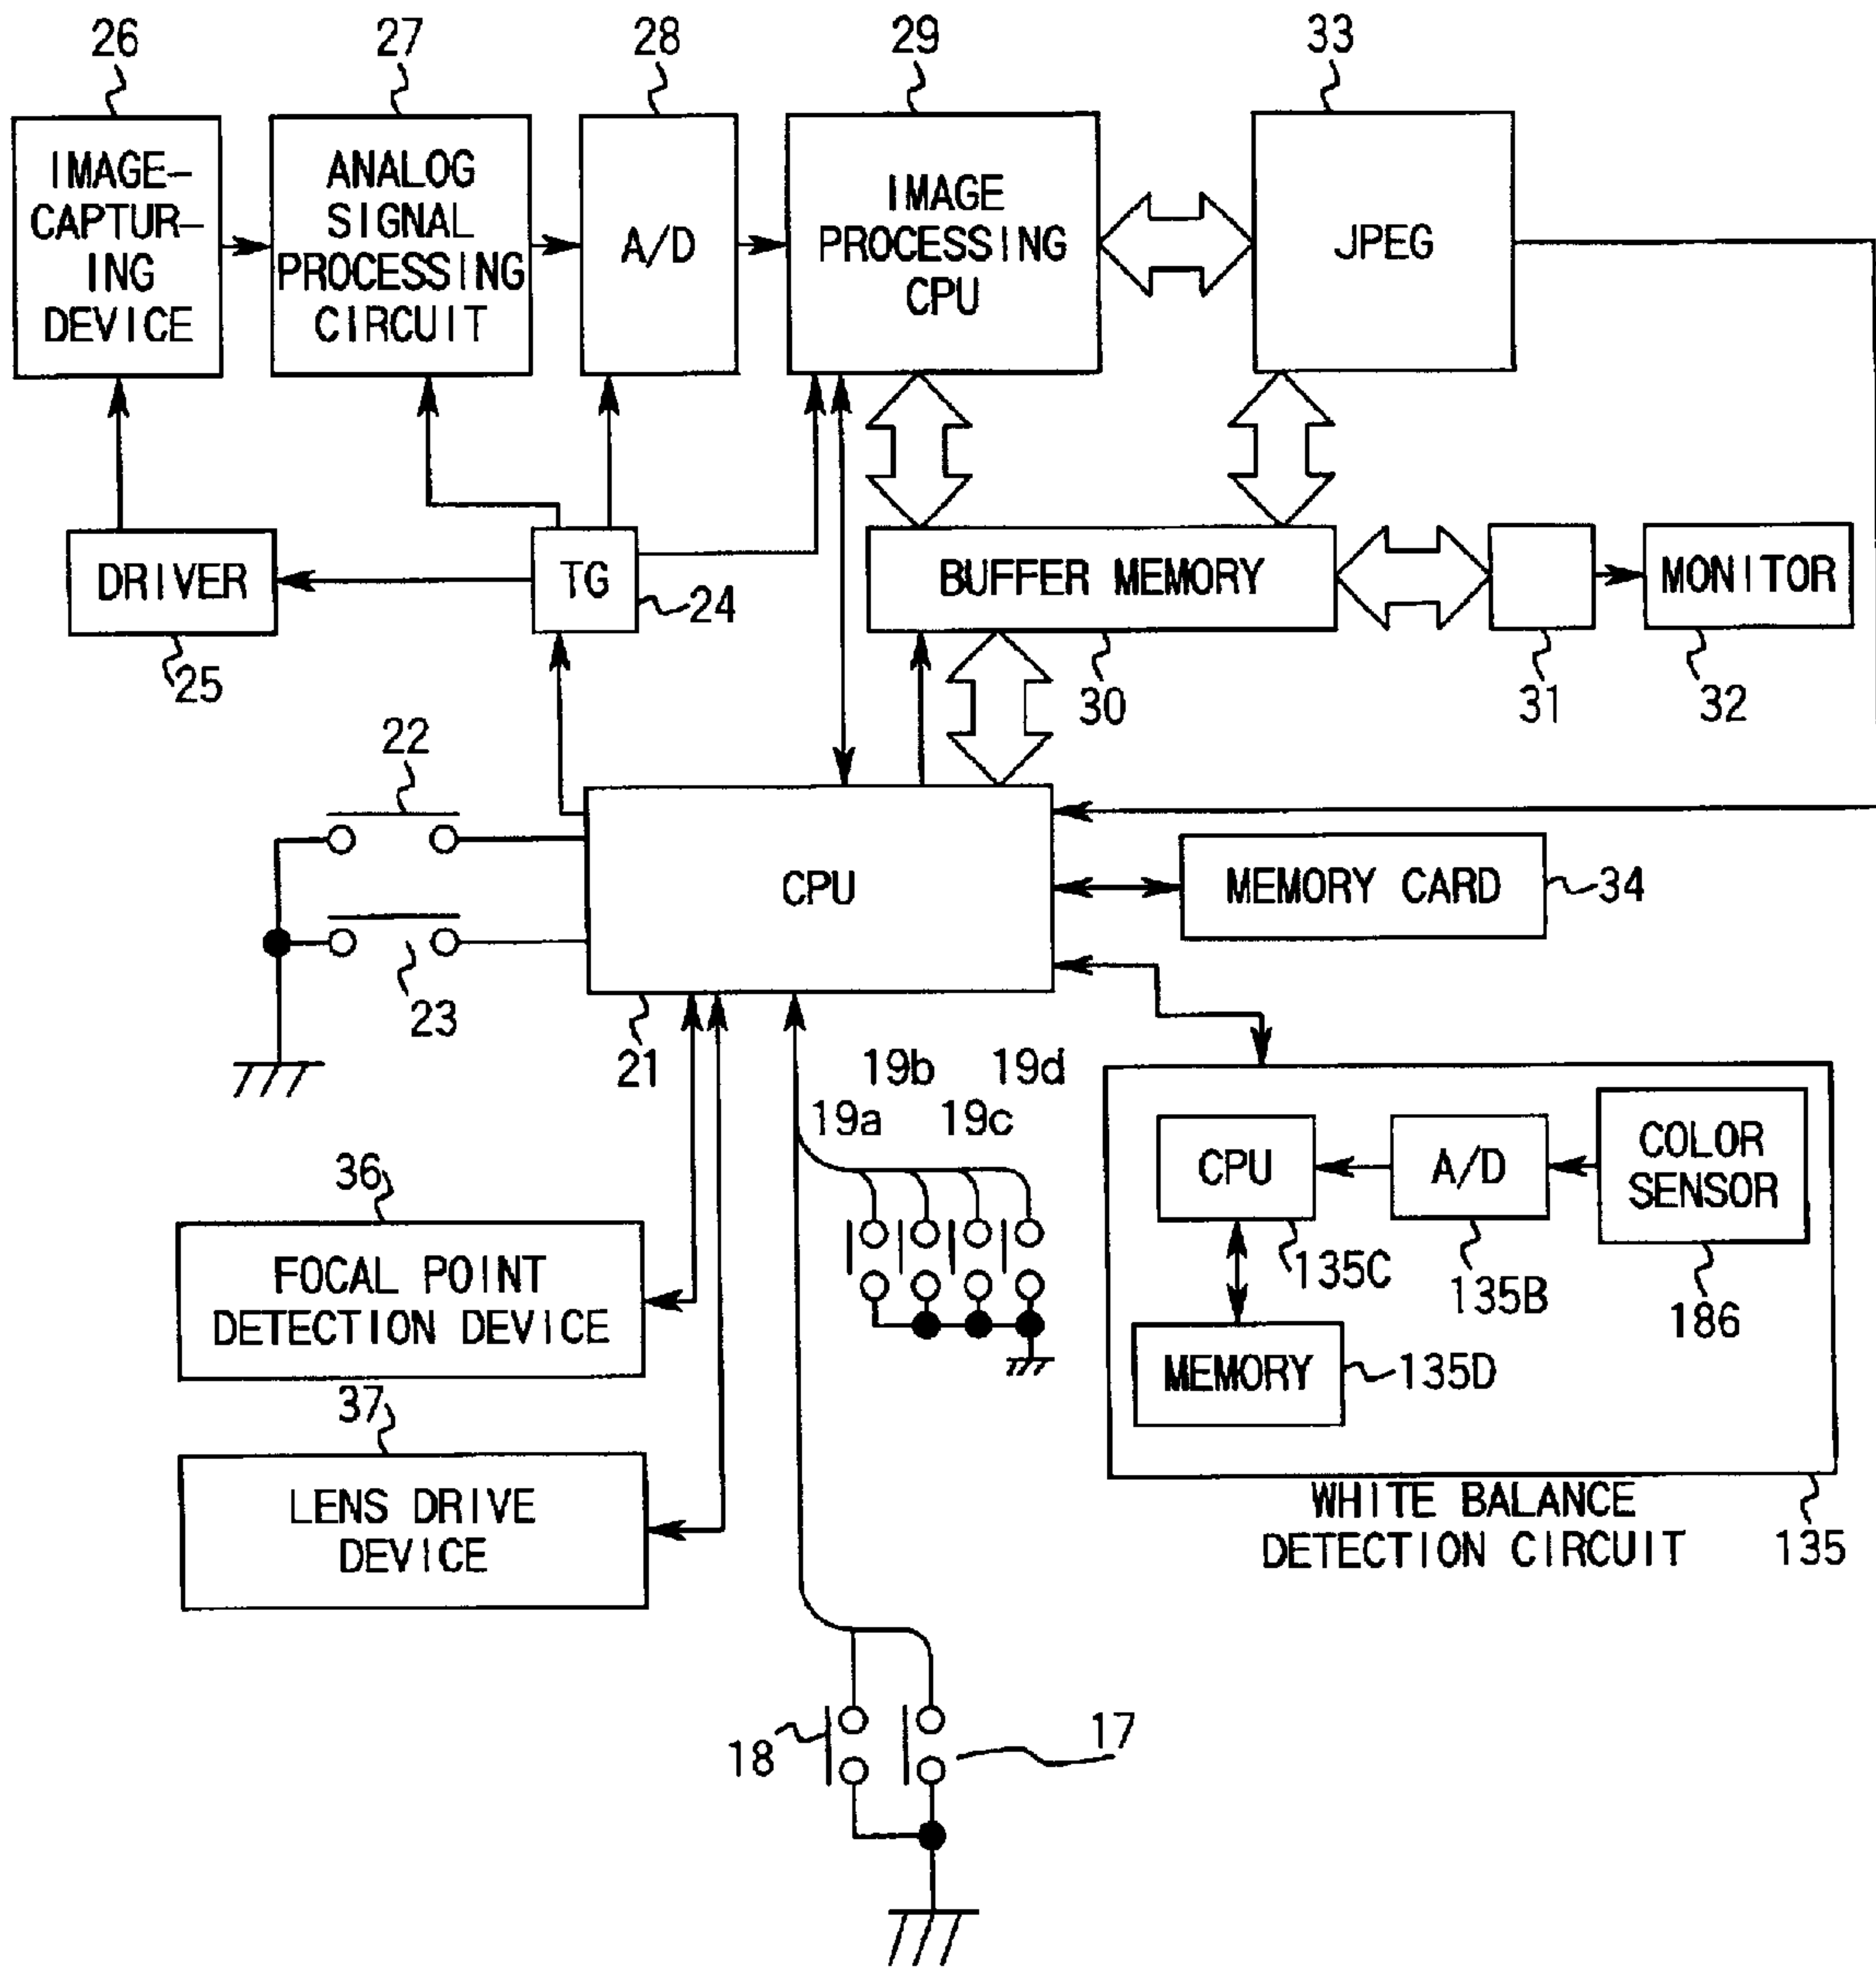 26
27
28
29
33
IMAGE-
CAPTUR-
ING
DEVICE
ANALOG
SIGNAL
PROCESSING
CIRCUIT
A/D
IMAGE
PROCESSING
CPU
JPEG
DRIVER
25
TG
24
BUFFER MEMORY
30
31
MONITOR
32
22
23
CPU
21
MEMORY CARD
34
19b
19d
19a
19c
36
FOCAL POINT
DETECTION DEVICE
37
LENS DRIVE
DEVICE
CPU
135C
A/D
135B
COLOR
SENSOR
186
MEMORY
135D
WHITE BALANCE
DETECTION CIRCUIT
135
18
17